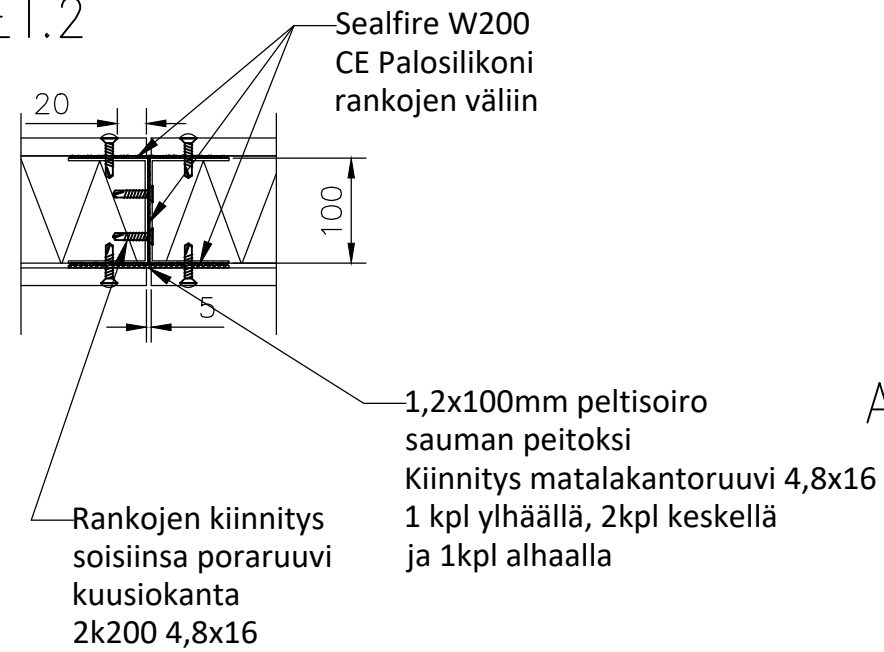 1.2
Sealfire W200
CE Palosilikoni
rankojen väliin
20
100
5
1,2x100mm peltisoiro
sauman peitoksi
Kiinnitys matalakantoruuvi 4,8x16
1 kpl ylhäällä, 2kpl keskellä
ja 1kpl alhaalla
Rankojen kiinnitys
soisiinsa poraruuvi
kuusiokanta
2k200 4,8x16